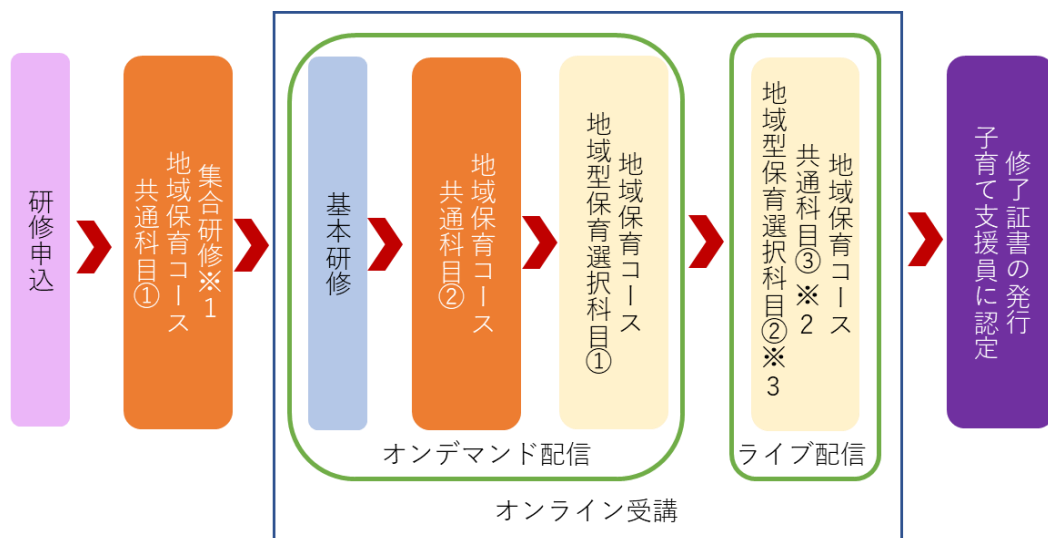 研修申込
集合研修※1
地域保育コース
共通科目①
基本研修
地域保育コース
共通科目②
地域保育コース
地域型保育選択科目①
オンデマンド配信
地域保育コース
共通科目③※2
地域型保育選択科目②※3
ライブ配信
オンライン受講
修了証書の発行
子育て支援員に認定